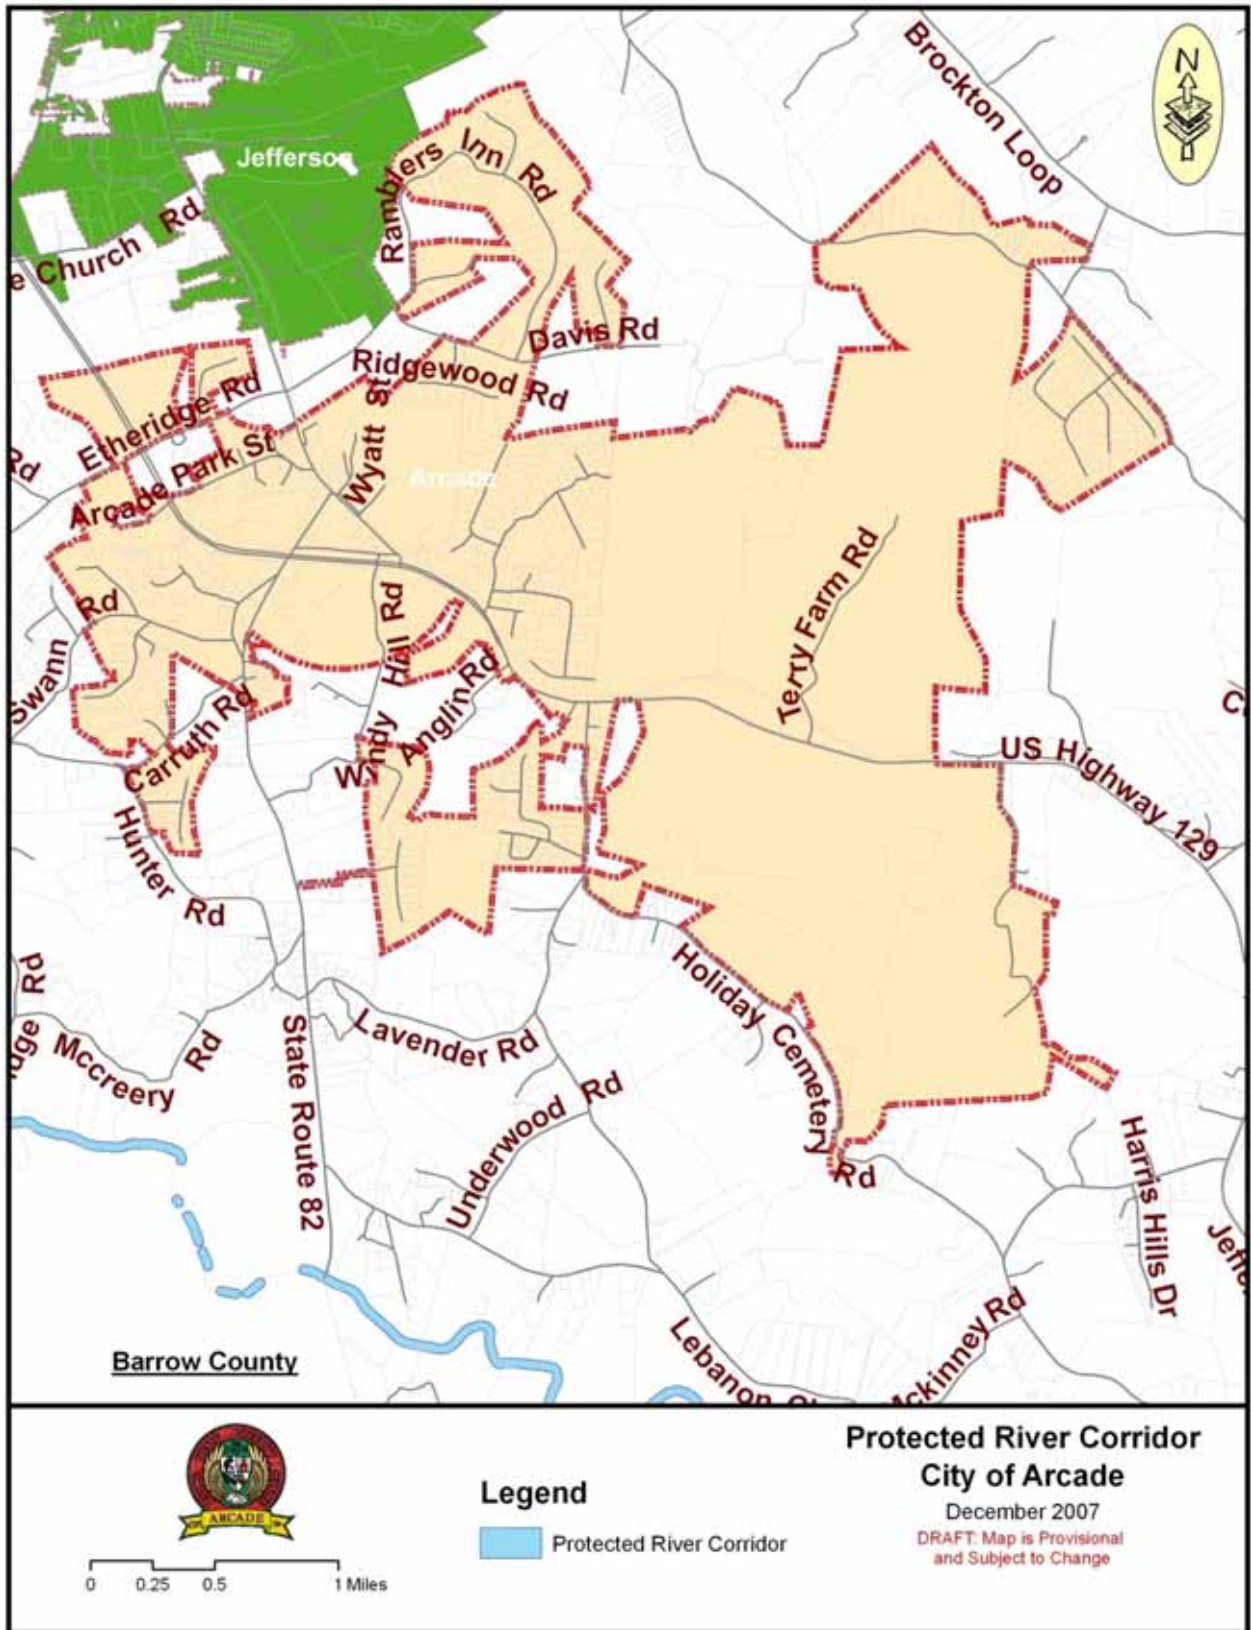 Brockton Loop
N
Jefferson
Ramblers Inn Rd
e Church Rd
Davis Rd
Ridgewood Rd
Etheridge Rd
Wyatt St
Rd
Arcade Park St
Arcade
Terry Farm Rd
Rd
Hill Rd
Swann
Anglin Rd
Carruth Rd
Windy
US Highway 129
Hunter Rd
Holiday Cemetery Rd
dge Rd
Mccreery Rd
State Route 82
Lavender Rd
Underwood Rd
Harris Hills Dr
Jeffe
Mckinney Rd
Lebanon
Barrow County
ARCADE
0 0.25 0.5 1 Miles
Legend
Protected River Corridor
Protected River Corridor
City of Arcade
December 2007
DRAFT: Map is Provisional
and Subject to Change